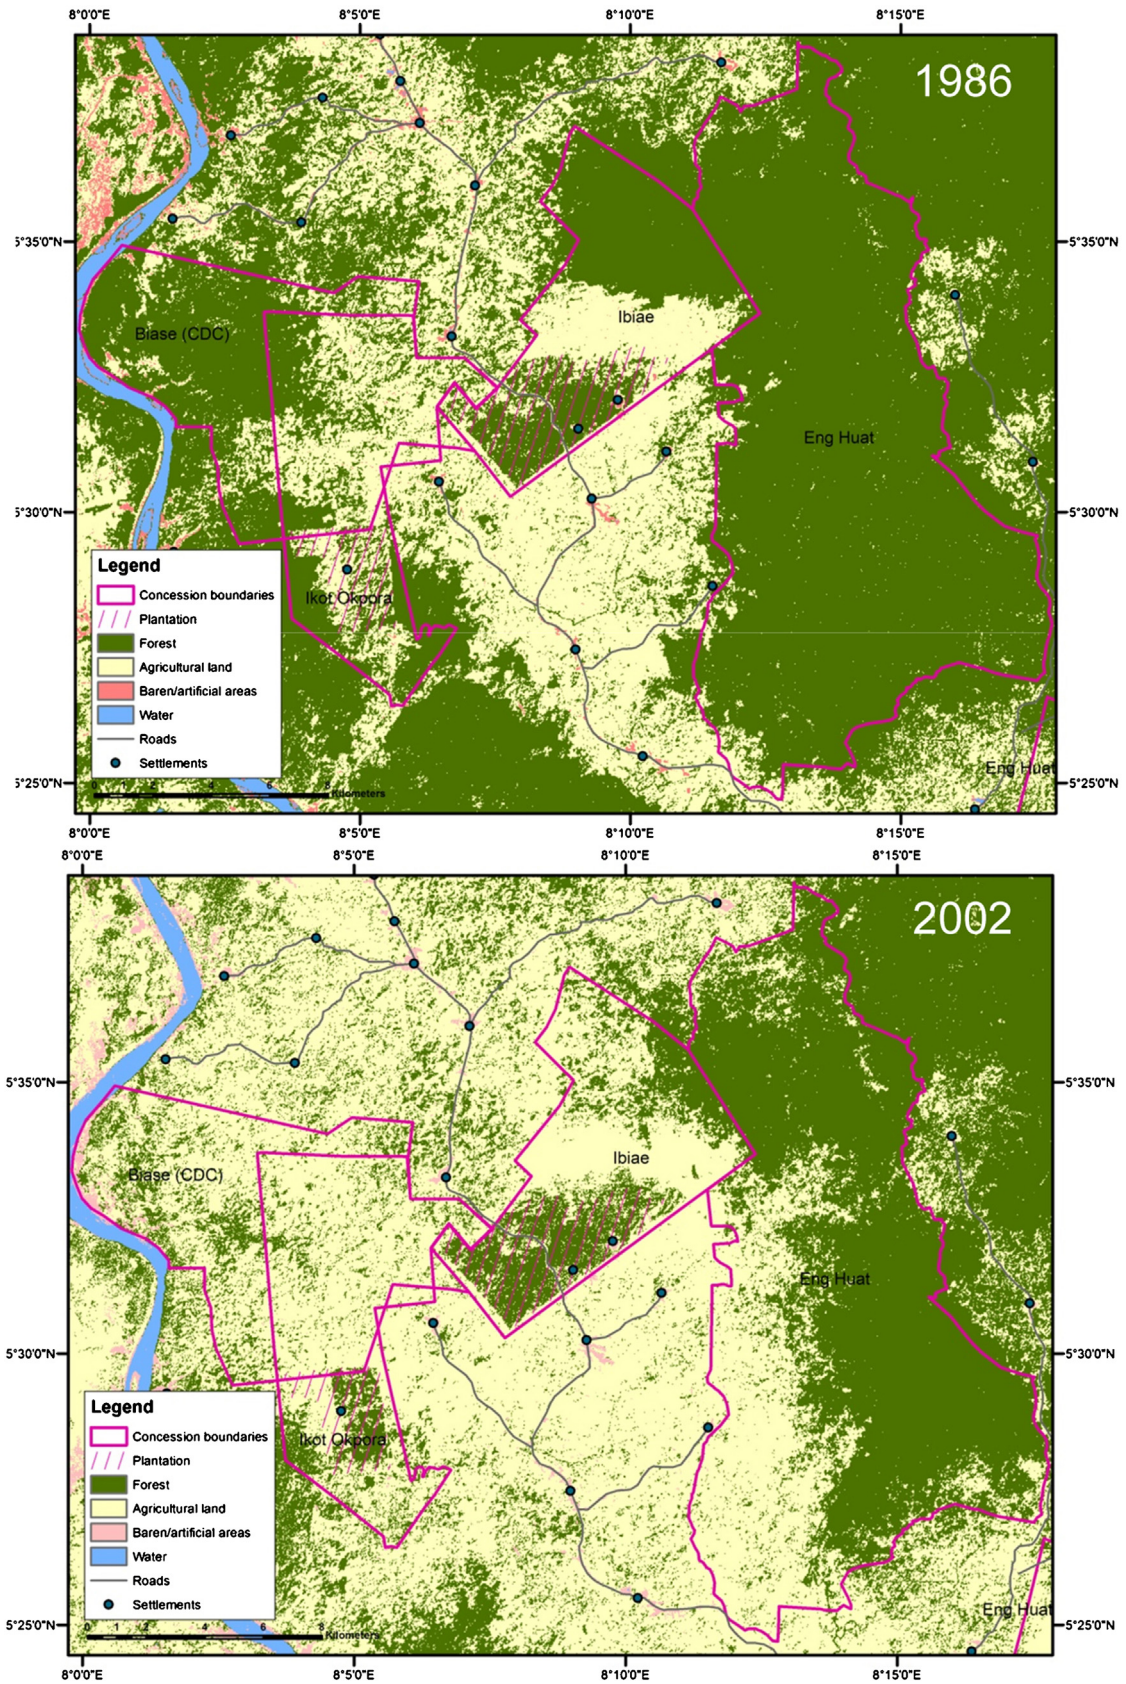 8°0'0"E 8°5'0"E 8°10'0"E 8°15'0"E
1986
5°35'0"N 5°35'0"N
Ibiae
Biase (CDC)
Eng Huat
5°30'0"N 5°30'0"N
Legend
Concession boundaries
Ikot Okpora
Plantation
Forest
Agricultural land
Baren/artificial areas
Water
Roads
Eng Huat
Settlements
5°25'0"N 5°25'0"N
0 1 2 4 6 8
Kilometers
8°0'0"E 8°5'0"E 8°10'0"E 8°15'0"E
8°0'0"E 8°5'0"E 8°10'0"E 8°15'0"E
2002
5°35'0"N 5°35'0"N
Ibiae
Biase (CDC)
Eng Huat
5°30'0"N 5°30'0"N
Legend
Concession boundaries
Ikot Okpora
Plantation
Forest
Agricultural land
Baren/artificial areas
Water
Roads
Settlements
Eng Huat
5°25'0"N 5°25'0"N
0 1 2 4 6 8
Kilometers
8°0'0"E 8°5'0"E 8°10'0"E 8°15'0"E